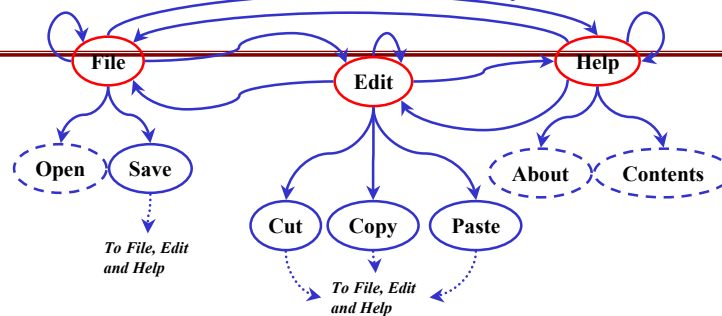 File
Edit
Help
Open
Save
About
Contents
Cut
Copy
Paste
To File, Edit
and Help
To File, Edit
and Help